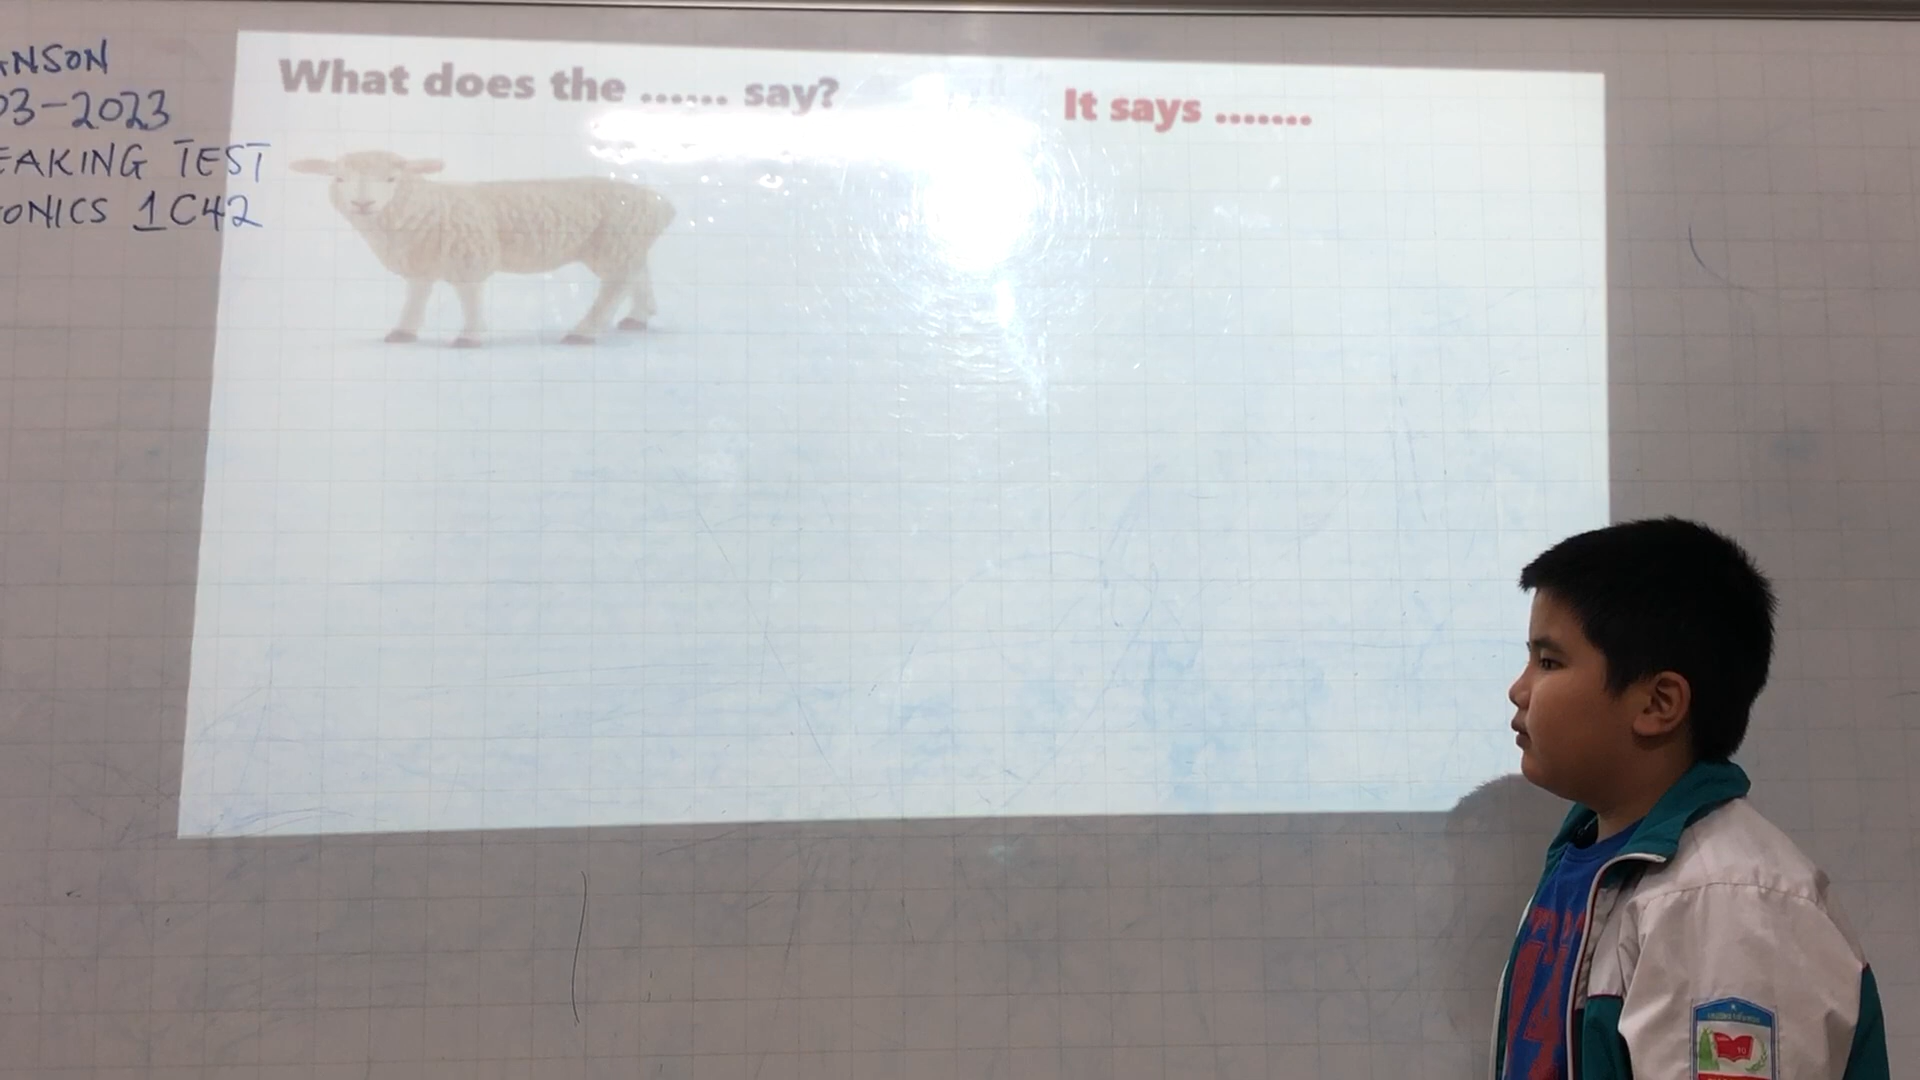 ANSON
03-2023
EAKING TEST
ONICS 1C42
What does the ...... say?
It says .......